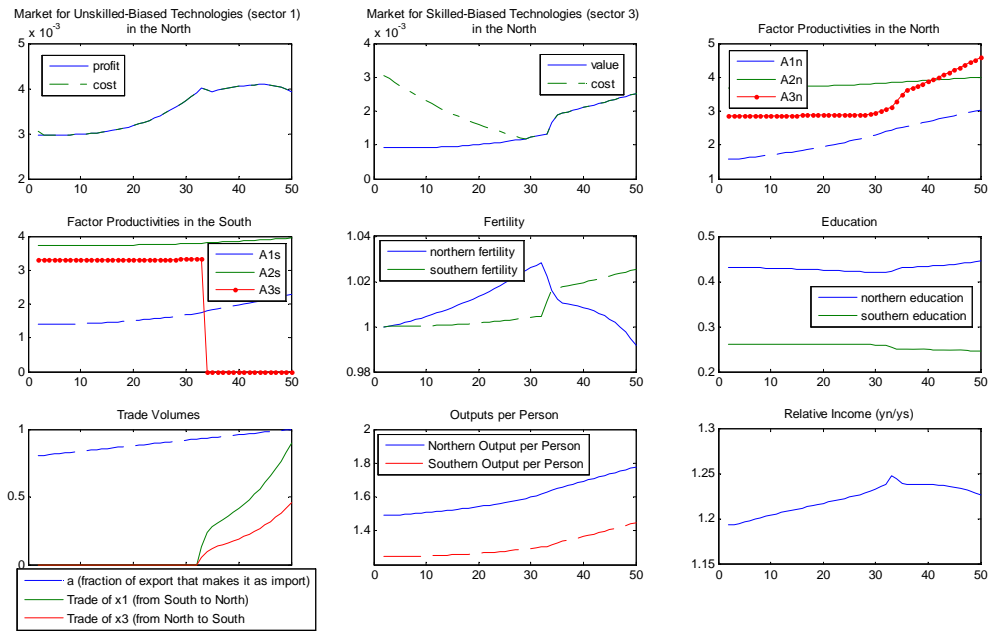 Market for Unskilled-Biased Technologies (sector 1)
in the North
x 10^-3
5
4
3
2
0 10 20 30 40 50
profit
cost
Market for Skilled-Biased Technologies (sector 3)
in the North
x 10^-3
6
4
2
0
0 10 20 30 40 50
value
cost
Factor Productivities in the North
5
4
3
2
1
0 10 20 30 40 50
A1n
A2n
A3n
Factor Productivities in the South
4
3
2
1
0
0 10 20 30 40 50
A1s
A2s
A3s
Fertility
1.04
1.02
1
0.98
0 10 20 30 40 50
northern fertility
southern fertility
Education
0.5
0.4
0.3
0.2
0 10 20 30 40 50
northern education
southern education
Trade Volumes
1
0.5
0
0 10 20 30 40 50
a (fraction of export that makes it as import)
Trade of x1 (from South to North)
Trade of x3 (from North to South
Outputs per Person
2
1.8
1.6
1.4
0 10 20 30 40 50
Northern Output per Person
Southern Output per Person
Relative Income (yn/ys)
1.3
1.25
1.2
1.15
0 10 20 30 40 50